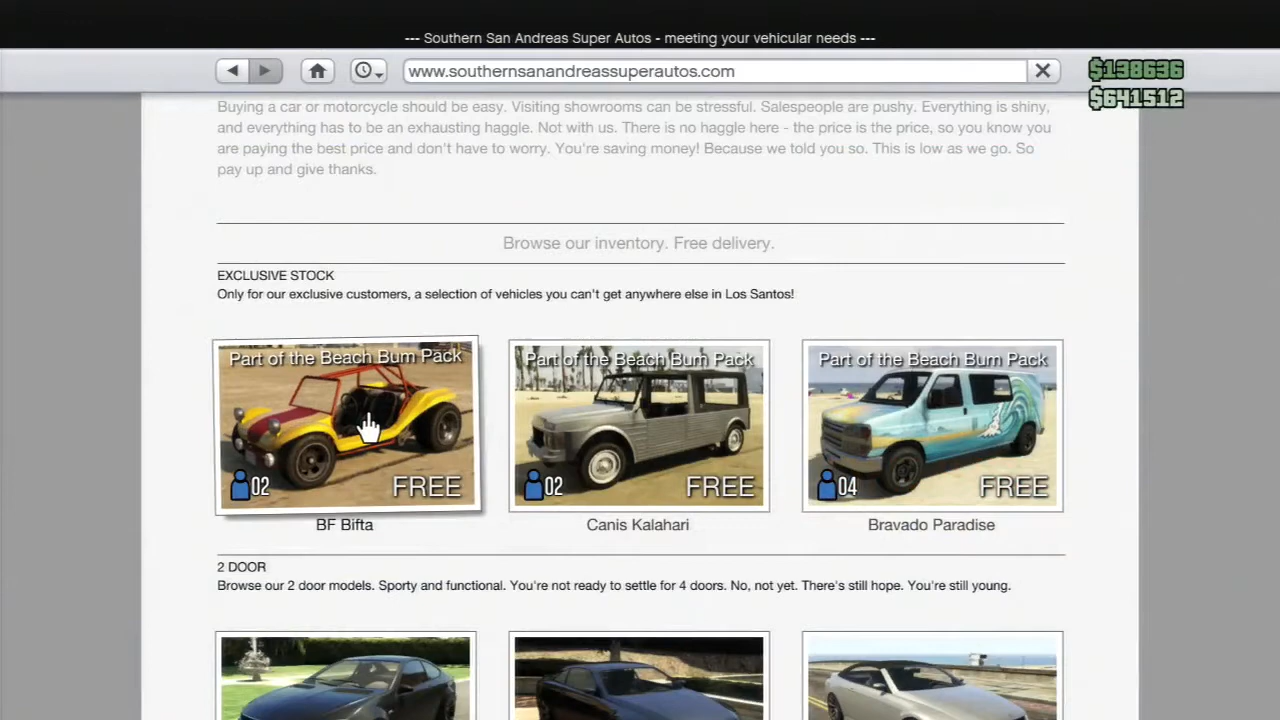 --- Southern San Andreas Super Autos - meeting your vehicular needs ---
www.southernsanandreassuperautos.com
$138636
$641512
Buying a car or motorcycle should be easy. Visiting showrooms can be stressful. Salespeople are pushy. Everything is shiny,
and everything has to be an exhausting haggle. Not with us. There is no haggle here - the price is the price, so you know you
are paying the best price and don't have to worry. You're saving money! Because we told you so. This is low as we go. So
pay up and give thanks.
Browse our inventory. Free delivery.
EXCLUSIVE STOCK
Only for our exclusive customers, a selection of vehicles you can't get anywhere else in Los Santos!
Part of the Beach Bum Pack
02 FREE
BF Bifta
Part of the Beach Bum Pack
02 FREE
Canis Kalahari
Part of the Beach Bum Pack
04 FREE
Bravado Paradise
2 DOOR
Browse our 2 door models. Sporty and functional. You're not ready to settle for 4 doors. No, not yet. There's still hope. You're still young.